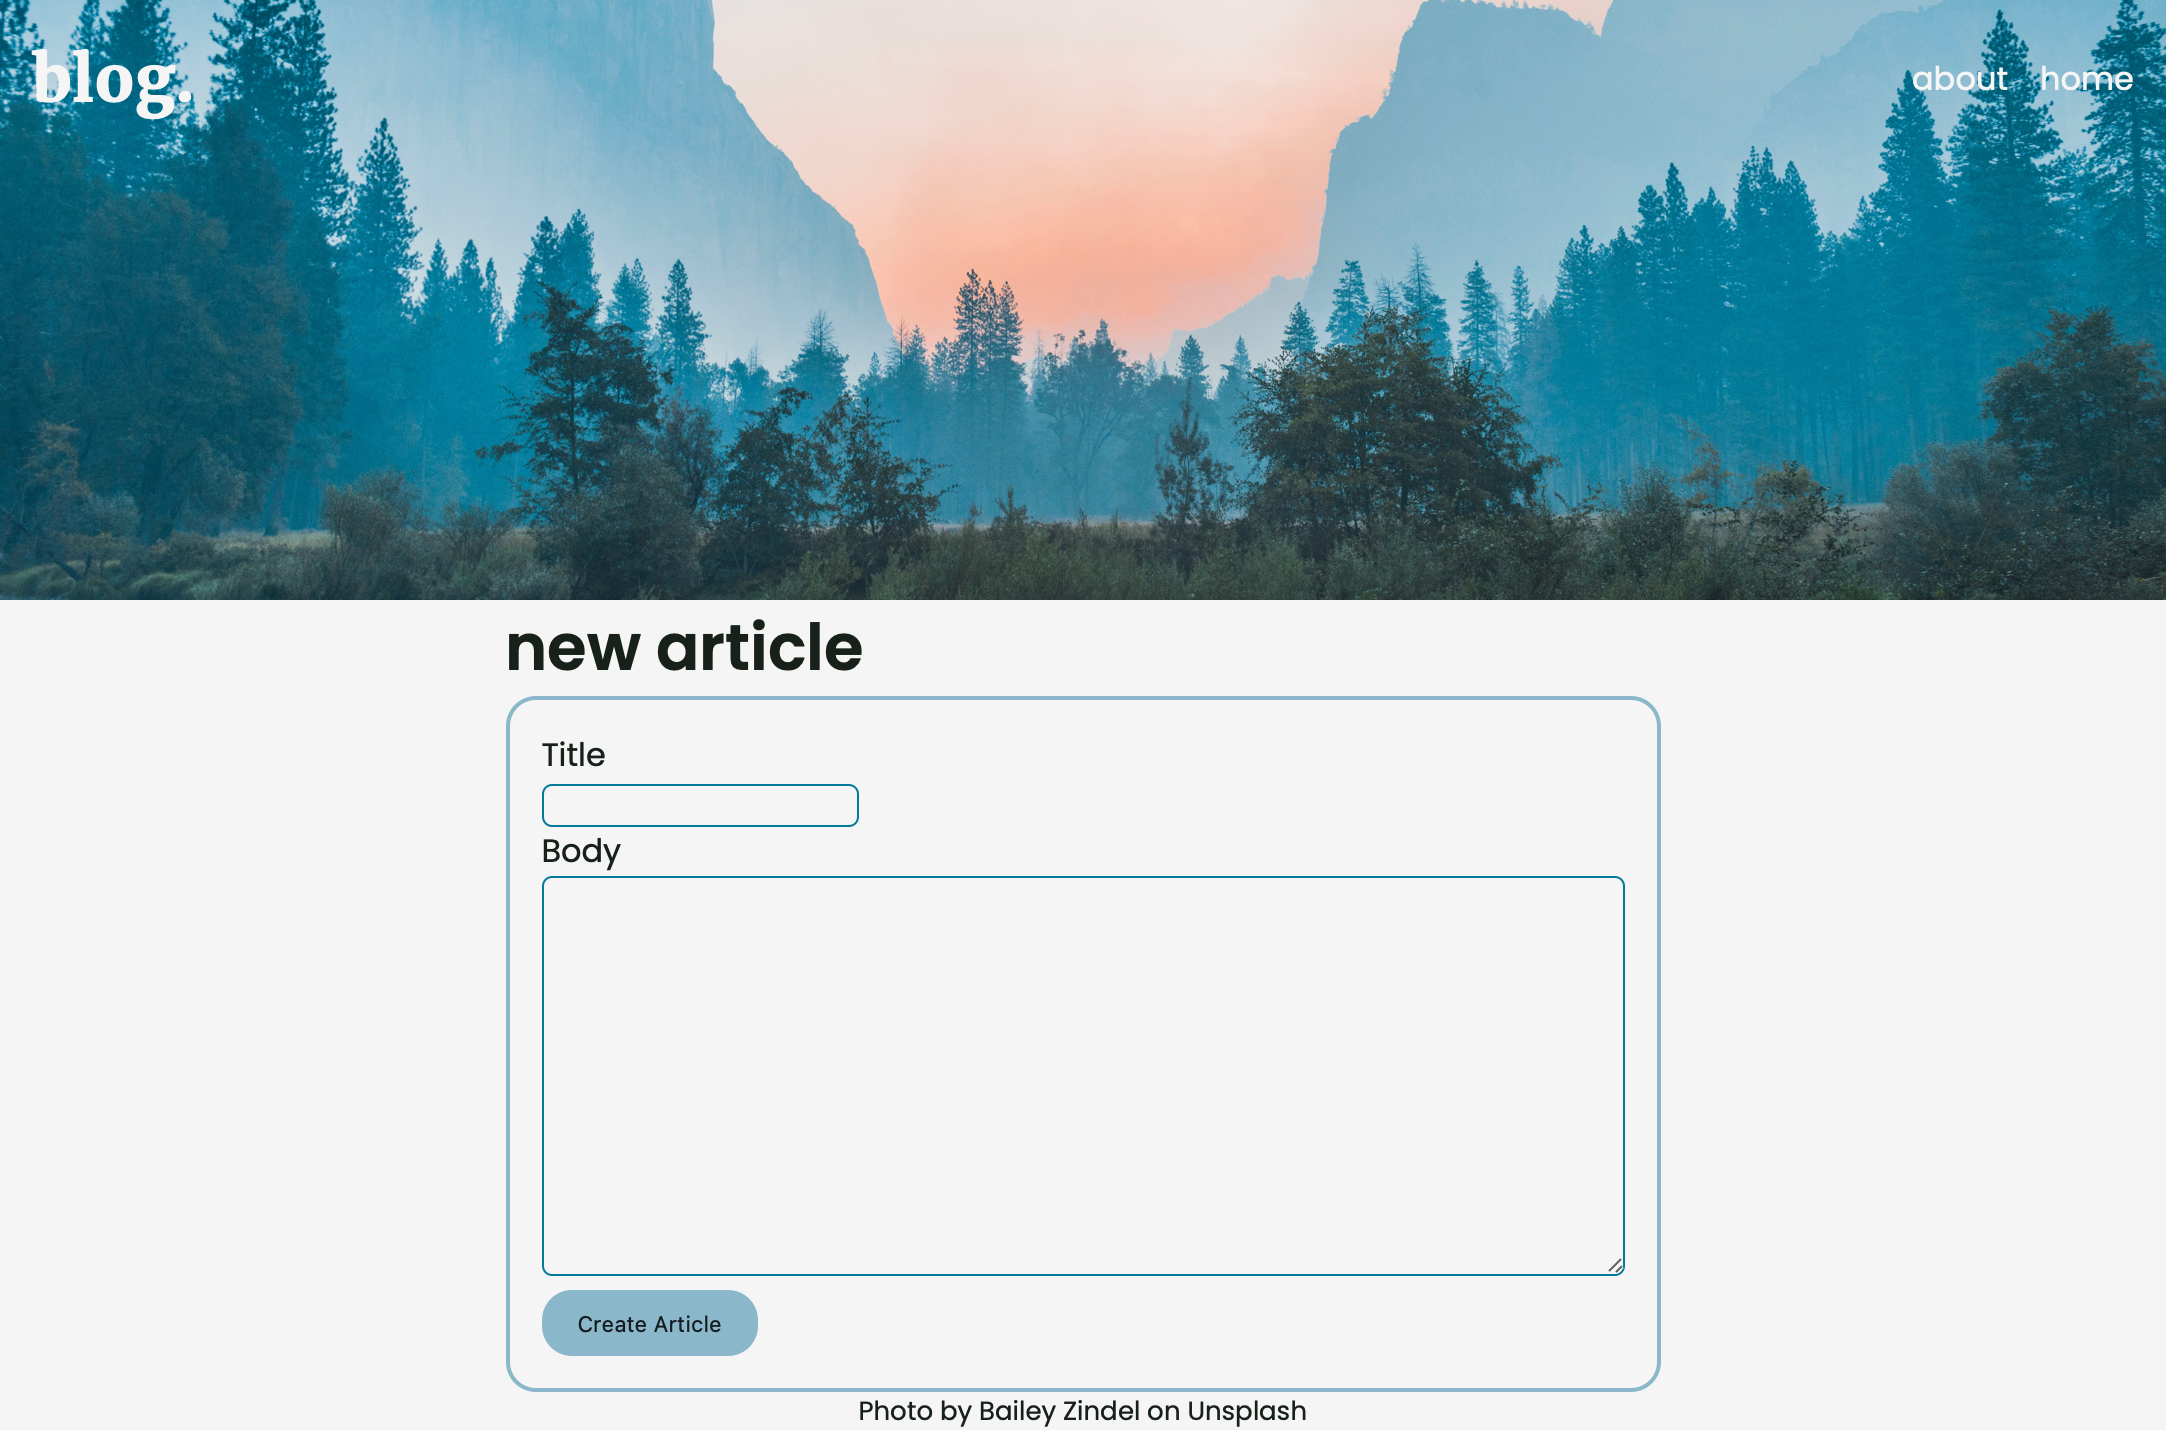 blog.
about home
new article
Title
Body
Create Article
Photo by Bailey Zindel on Unsplash